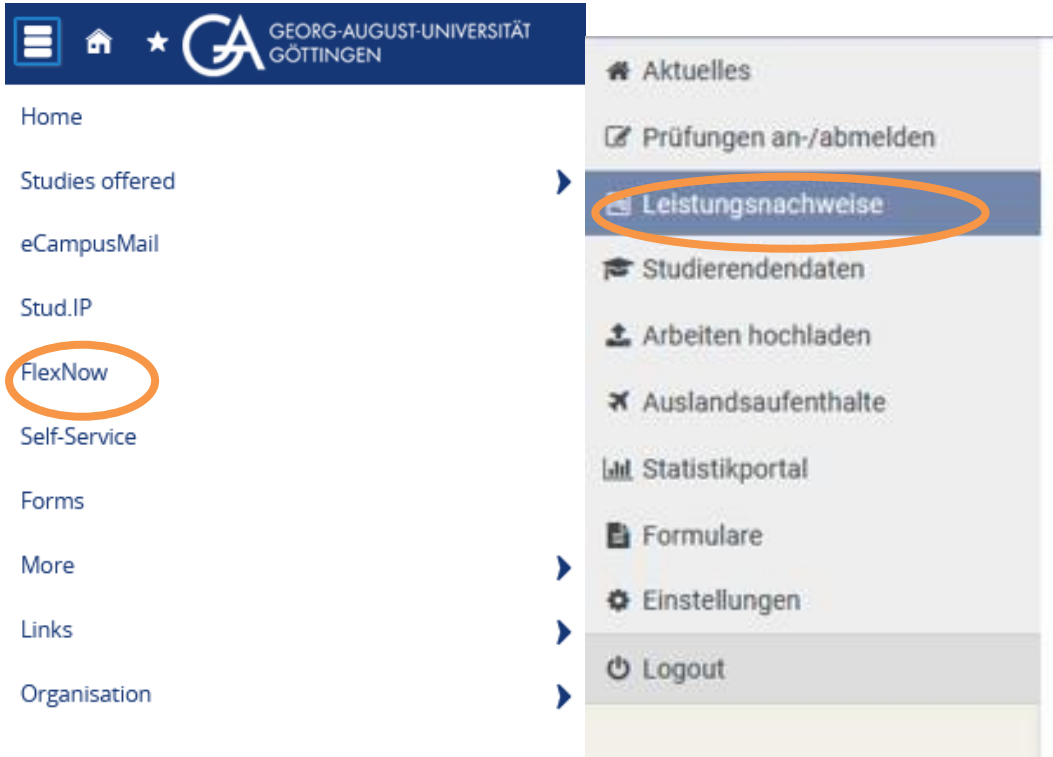 GEORG-AUGUST-UNIVERSITÄT
GÖTTINGEN
Home
Studies offered
eCampusMail
Stud.IP
FlexNow
Self-Service
Forms
More
Links
Organisation
Aktuelles
Prüfungen an-/abmelden
Leistungsnachweise
Studierendendaten
Arbeiten hochladen
Auslandsaufenthalte
Statistikportal
Formulare
Einstellungen
Logout